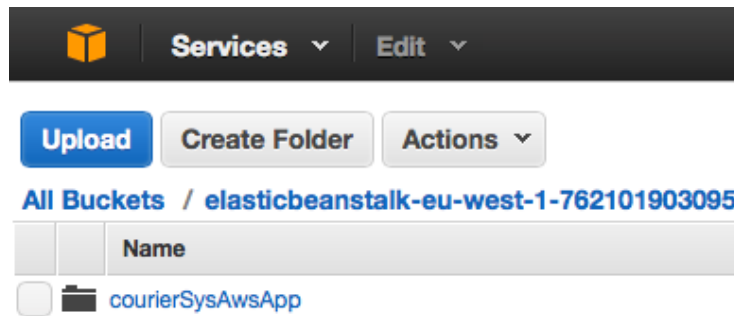 Services Edit
Upload Create Folder Actions
All Buckets / elasticbeanstalk-eu-west-1-762101903095
Name
courierSysAwsApp